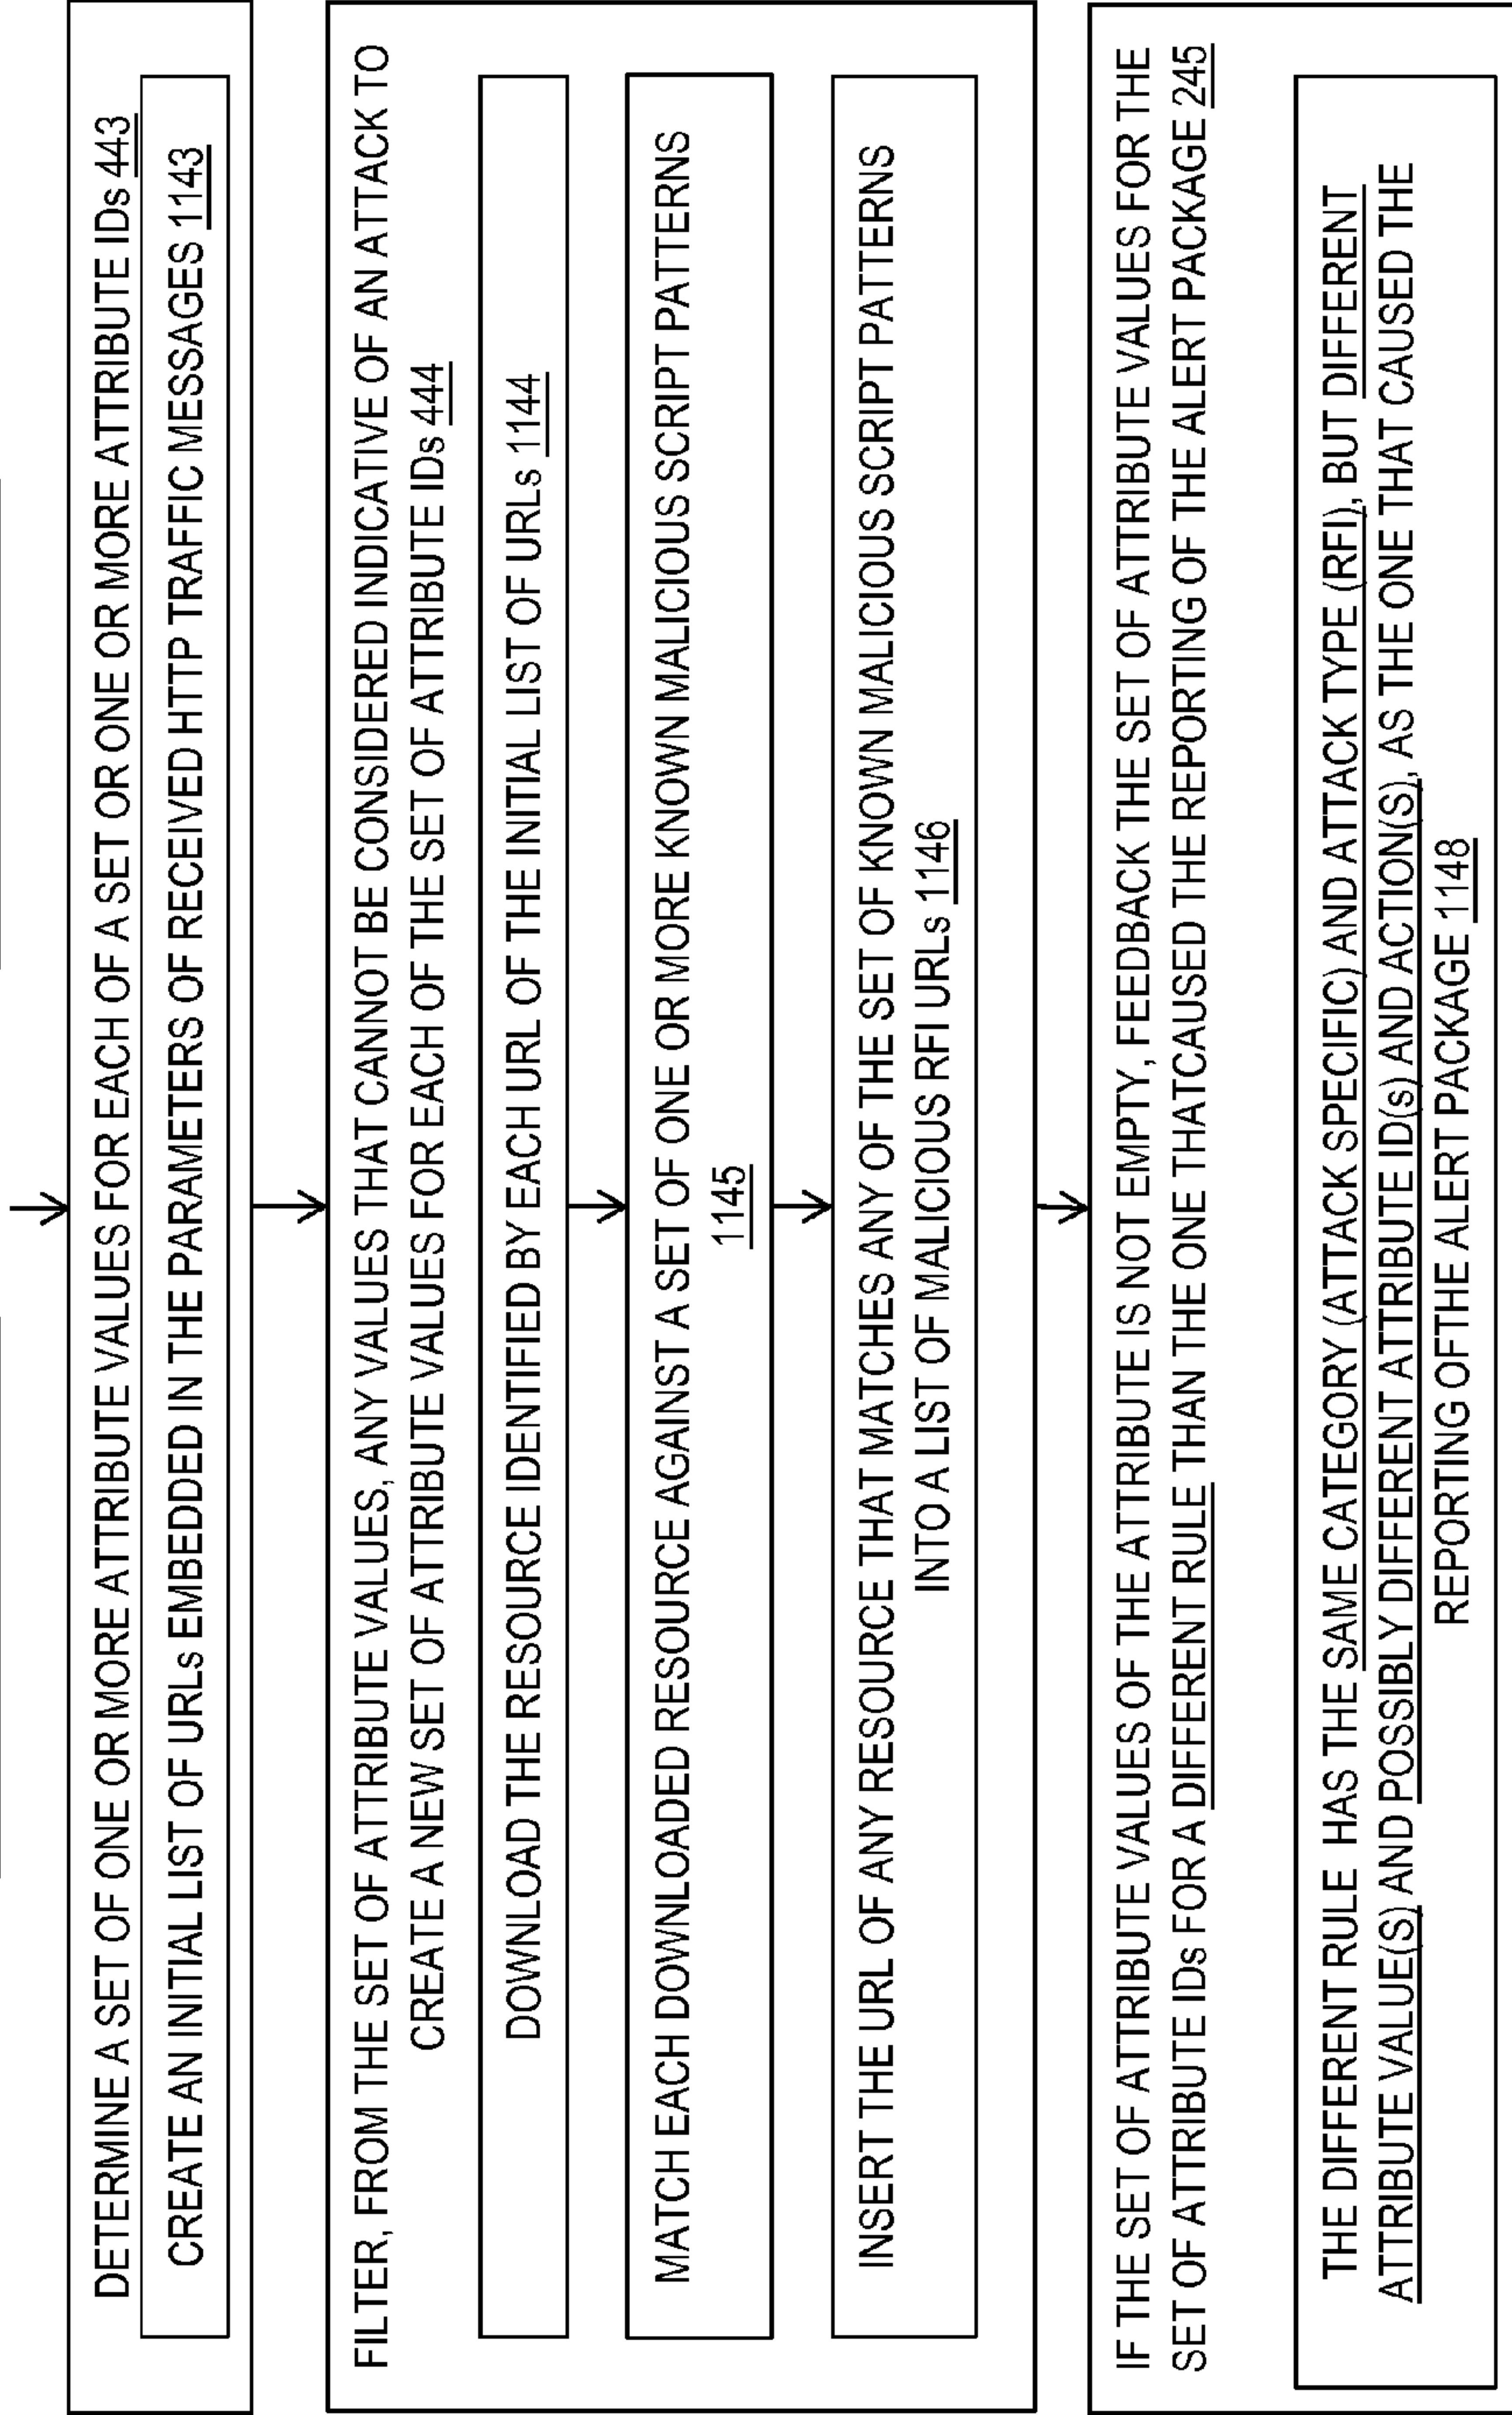 DETERMINE A SET OF ONE OR MORE ATTRIBUTE VALUES FOR EACH OF A SET OR ONE OR MORE ATTRIBUTE IDs 443
CREATE AN INITIAL LIST OF URLs EMBEDDED IN THE PARAMETERS OF RECEIVED HTTP TRAFFIC MESSAGES 1143
FILTER, FROM THE SET OF ATTRIBUTE VALUES, ANY VALUES THAT CANNOT BE CONSIDERED INDICATIVE OF AN ATTACK TO
CREATE A NEW SET OF ATTRIBUTE VALUES FOR EACH OF THE SET OF ATTRIBUTE IDs 444
DOWNLOAD THE RESOURCE IDENTIFIED BY EACH URL OF THE INITIAL LIST OF URLs 1144
MATCH EACH DOWNLOADED RESOURCE AGAINST A SET OF ONE OR MORE KNOWN MALICIOUS SCRIPT PATTERNS
1145
INSERT THE URL OF ANY RESOURCE THAT MATCHES ANY OF THE SET OF KNOWN MALICIOUS SCRIPT PATTERNS
INTO A LIST OF MALICIOUS RFI URLs 1146
IF THE SET OF ATTRIBUTE VALUES OF THE ATTRIBUTE IS NOT EMPTY, FEEDBACK THE SET OF ATTRIBUTE VALUES FOR THE
SET OF ATTRIBUTE IDs FOR A DIFFERENT RULE THAN THE ONE THATCAUSED THE REPORTING OF THE ALERT PACKAGE 245
THE DIFFERENT RULE HAS THE SAME CATEGORY (ATTACK SPECIFIC) AND ATTACK TYPE (RFI), BUT DIFFERENT
ATTRIBUTE VALUE(S) AND POSSIBLY DIFFERENT ATTRIBUTE ID(s) AND ACTION(S), AS THE ONE THAT CAUSED THE
REPORTING OFTHE ALERT PACKAGE 1148